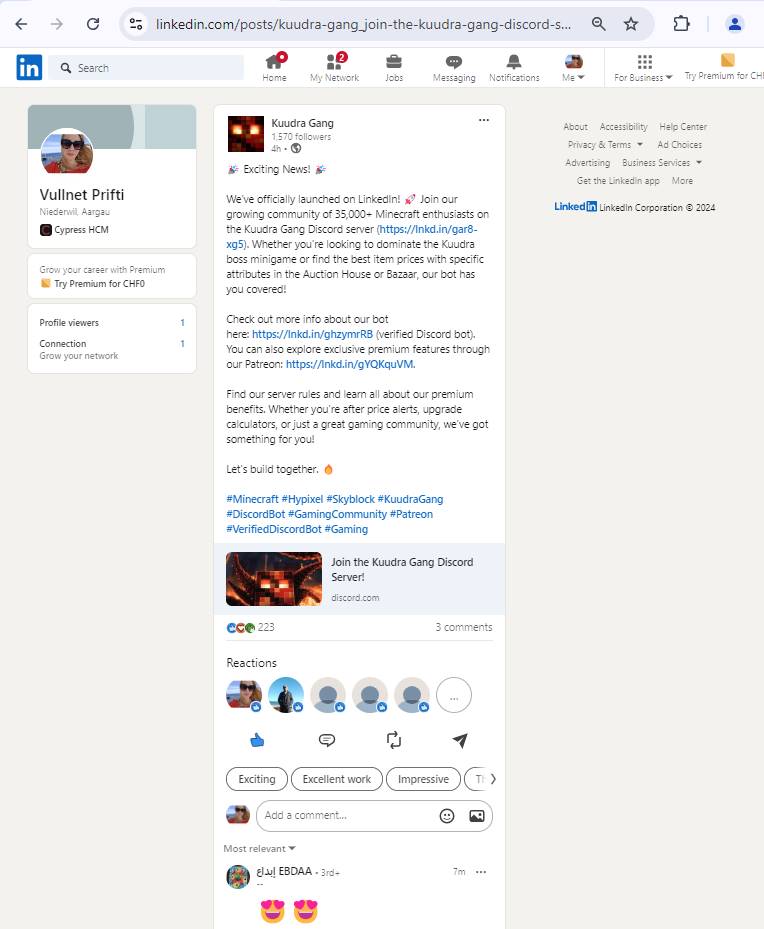 linkedin.com/posts/kuudra-gang_join-the-kuudra-gang-discord-s...
in
Search
Home
2
My Network
Jobs
Messaging
Notifications
Me
For Business
Try Premium for CHF
Vullnet Prifti
Niederwil, Aargau
Cypress HCM
Grow your career with Premium
Try Premium for CHF0
Profile viewers 1
Connection 1
Grow your network
Kuudra Gang
1,570 followers
4h •
🎉 Exciting News! 🎉
We've officially launched on LinkedIn! 🚀 Join our
growing community of 35,000+ Minecraft enthusiasts on
the Kuudra Gang Discord server (https://lnkd.in/gar8-
xg5). Whether you're looking to dominate the Kuudra
boss minigame or find the best item prices with specific
attributes in the Auction House or Bazaar, our bot has
you covered!
Check out more info about our bot
here: https://lnkd.in/ghzymrRB (verified Discord bot).
You can also explore exclusive premium features through
our Patreon: https://lnkd.in/gYQKquVM.
Find our server rules and learn all about our premium
benefits. Whether you're after price alerts, upgrade
calculators, or just a great gaming community, we've got
something for you!
Let's build together. 🔥
#Minecraft #Hypixel #Skyblock #KuudraGang
#DiscordBot #GamingCommunity #Patreon
#VerifiedDiscordBot #Gaming
Join the Kuudra Gang Discord
Server!
discord.com
223
3 comments
Reactions
...
Exciting
Excellent work
Impressive
Add a comment...
Most relevant
إبداع EBDAA • 3rd+
7m
--
😍 😍
About Accessibility Help Center
Privacy & Terms Ad Choices
Advertising Business Services
Get the LinkedIn app More
LinkedIn LinkedIn Corporation © 2024